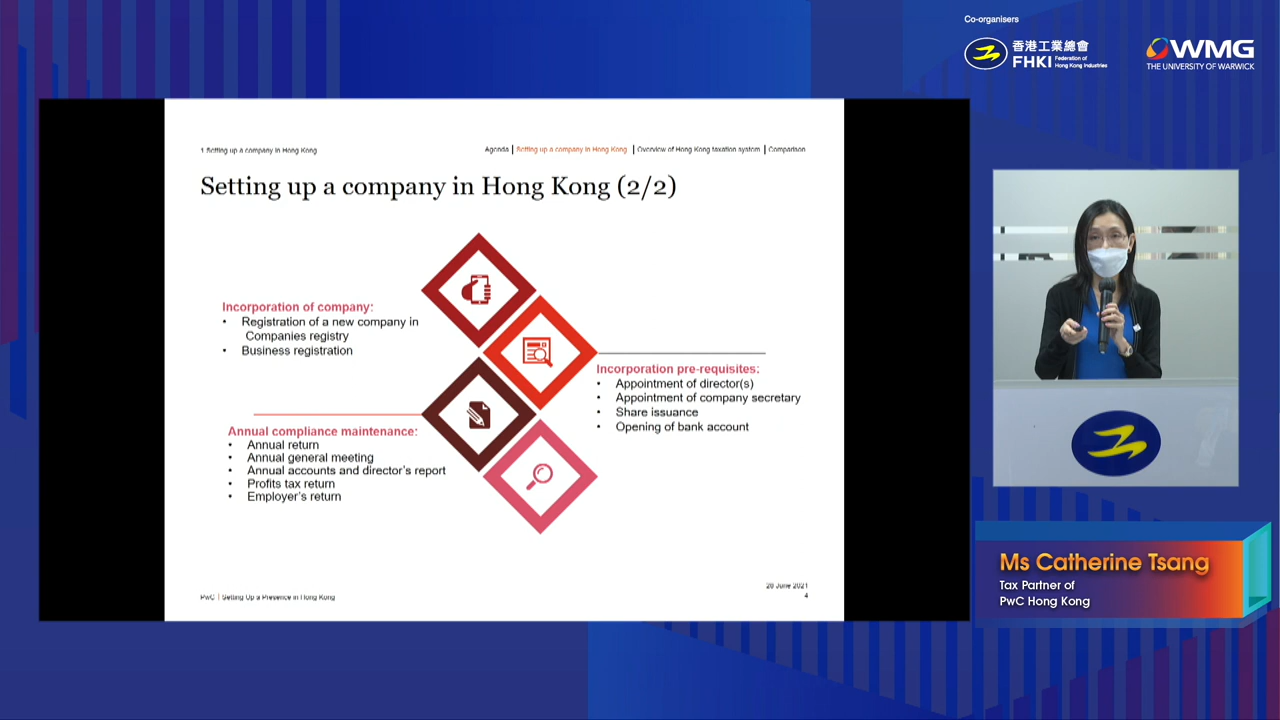 Co-organisers
香港工業總會
FHKI Federation of
Hong Kong Industries
WMG
THE UNIVERSITY OF WARWICK
1 Setting up a company in Hong Kong
Agenda | Setting up a company in Hong Kong | Overview of Hong Kong taxation system | Comparison
Setting up a company in Hong Kong (2/2)
Incorporation of company:
• Registration of a new company in
Companies registry
• Business registration
Incorporation pre-requisites:
• Appointment of director(s)
• Appointment of company secretary
• Share issuance
• Opening of bank account
Annual compliance maintenance:
• Annual return
• Annual general meeting
• Annual accounts and director's report
• Profits tax return
• Employer's return
PwC | Setting Up a Presence in Hong Kong
June 2021
4
Ms Catherine Tsang
Tax Partner of
PwC Hong Kong